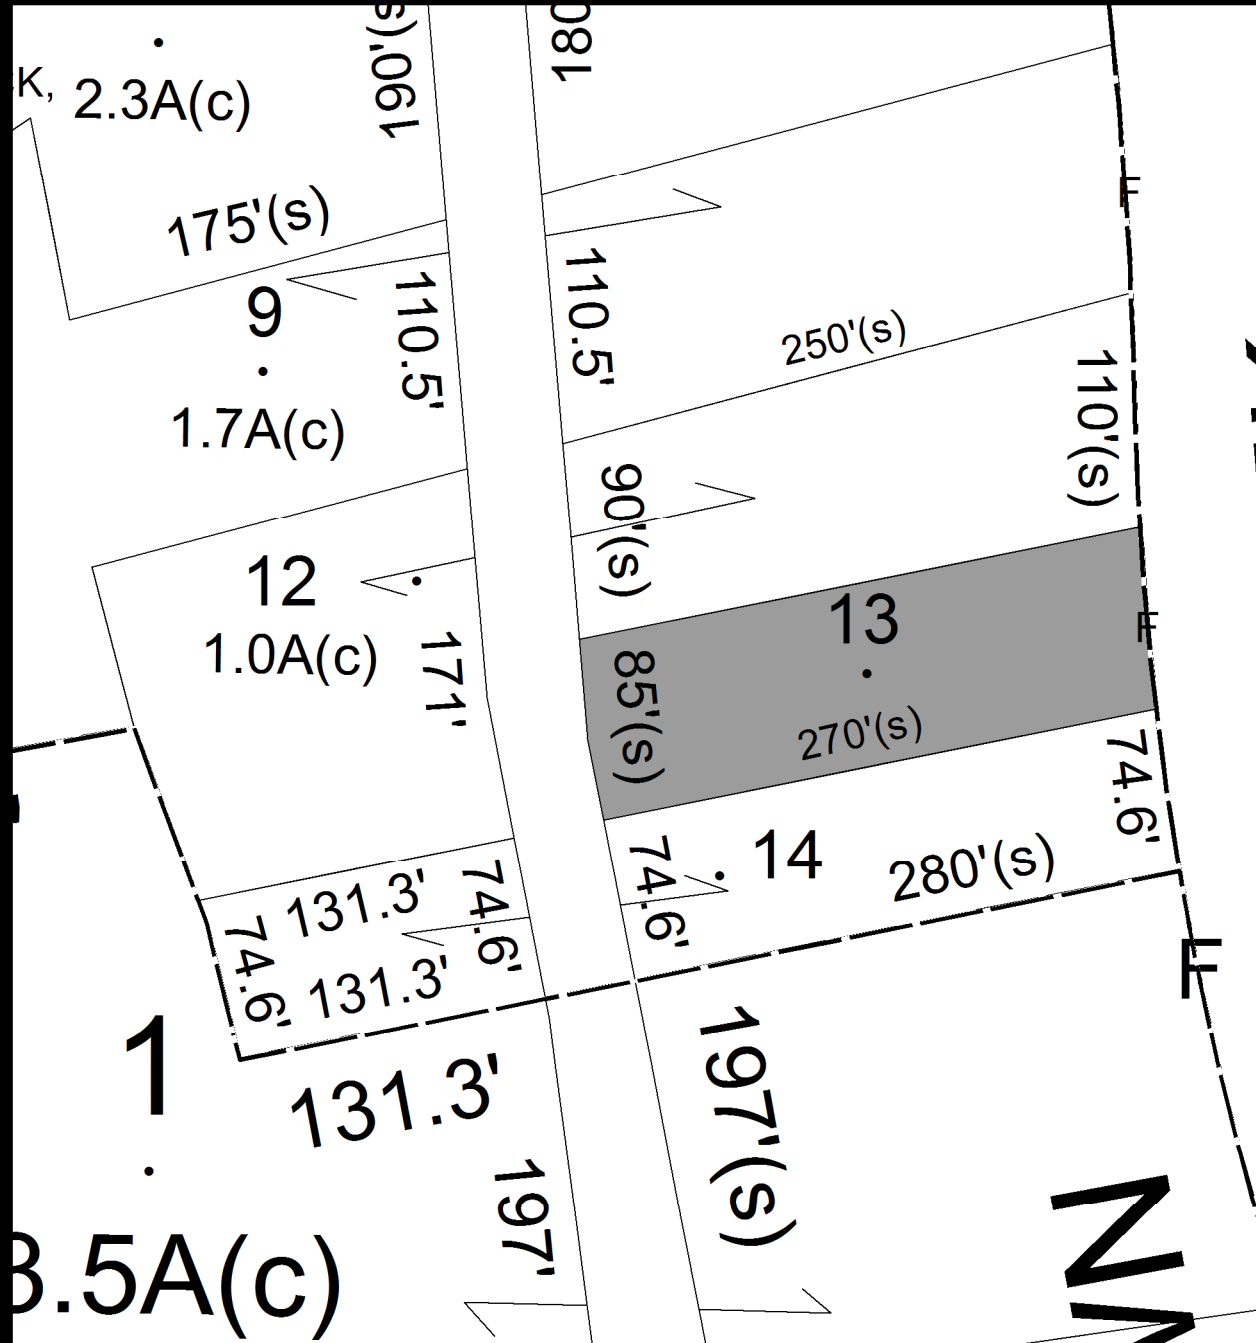 190'(s
180
K, 2.3A(c)
F
175'(s)
9
110.5'
110.5'
250'(s)
110'(s)
1.7A(c)
90'(s)
12
1.0A(c)
171'
13
F
85'(s)
270'(s)
74.6'
14
280'(s)
131.3'
74.6'
74.6'
74.6'
131.3'
F
1
131.3'
197'(s)
197'
3.5A(c)
N